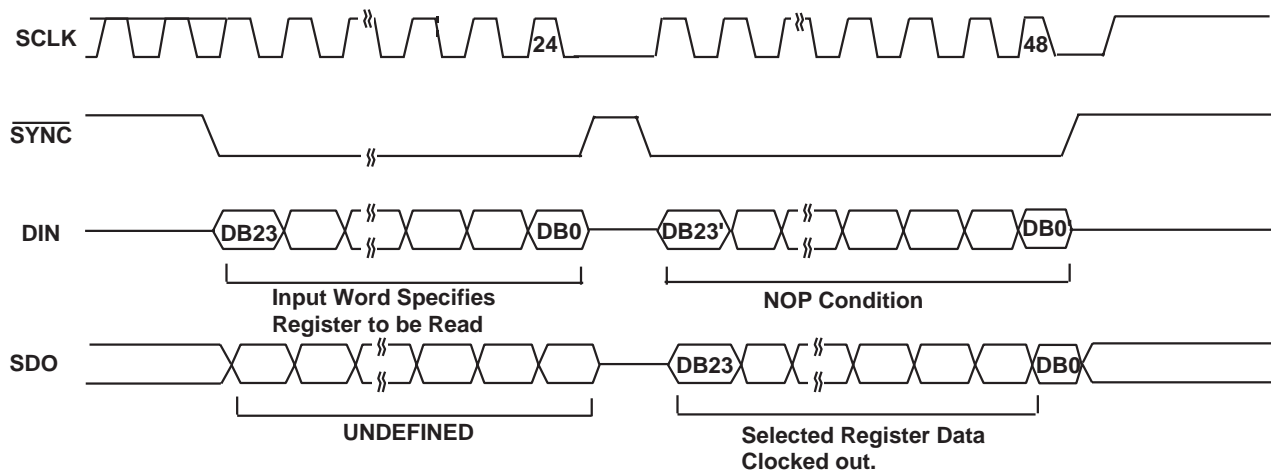 SCLK
24
48
SYNC
DIN
DB23
DB0
DB23'
DB0'
Input Word Specifies
Register to be Read
NOP Condition
SDO
DB23
DB0
UNDEFINED
Selected Register Data
Clocked out.